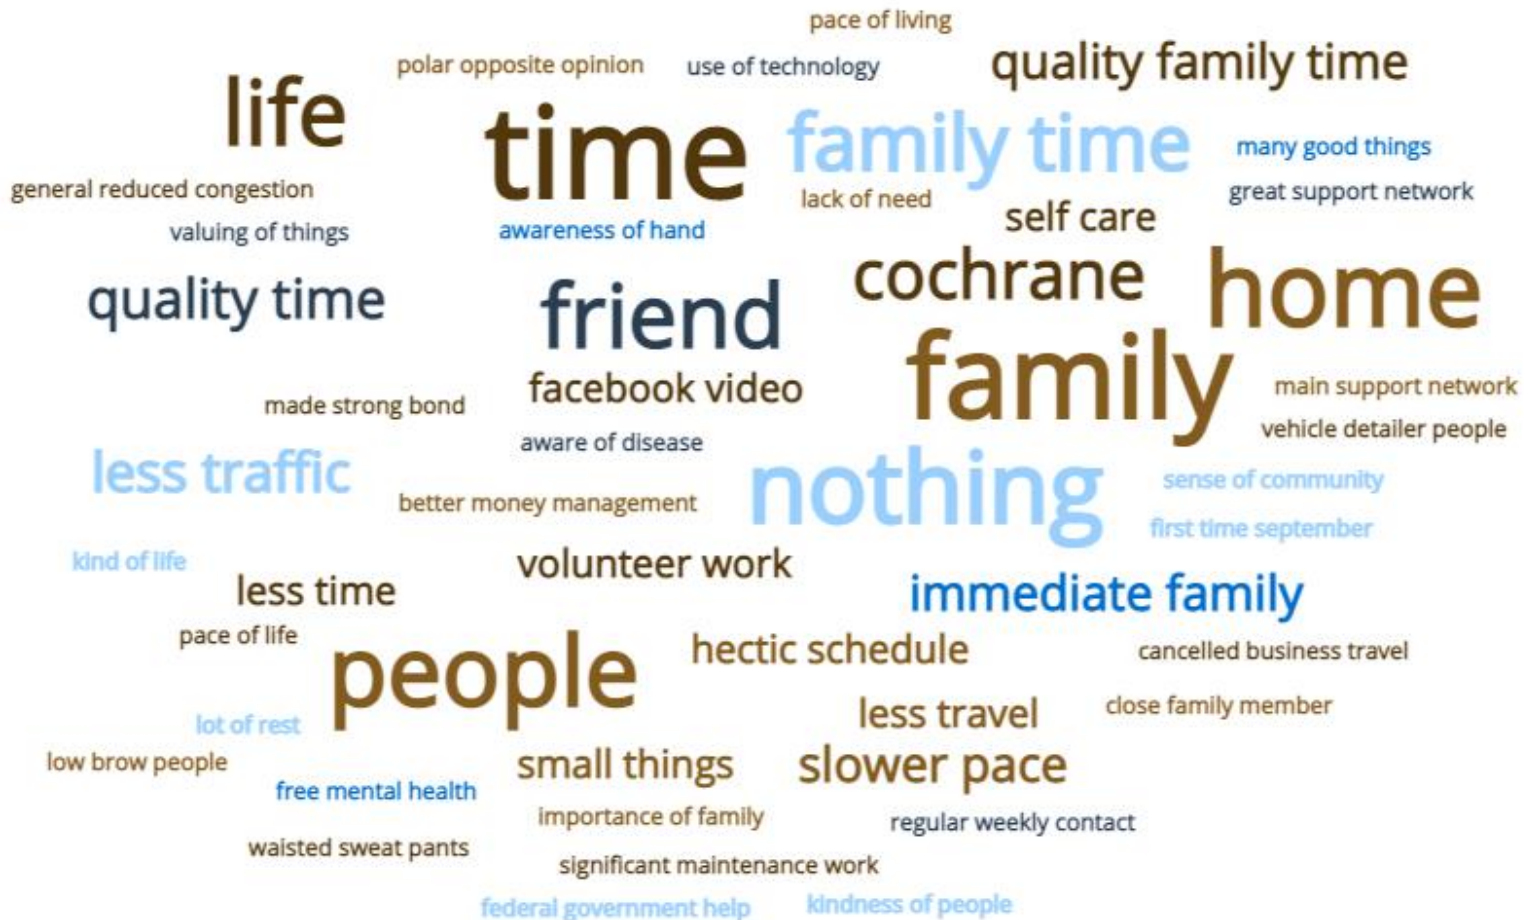 pace of living
polar opposite opinion
use of technology
quality family time
life
time
family time
many good things
general reduced congestion
lack of need
great support network
valuing of things
awareness of hand
self care
quality time
friend
cochrane
home
family
made strong bond
facebook video
main support network
aware of disease
vehicle detailer people
less traffic
better money management
nothing
sense of community
first time september
kind of life
volunteer work
less time
immediate family
pace of life
people
hectic schedule
cancelled business travel
lot of rest
less travel
close family member
low brow people
small things
slower pace
free mental health
importance of family
regular weekly contact
waisted sweat pants
significant maintenance work
federal government help
kindness of people